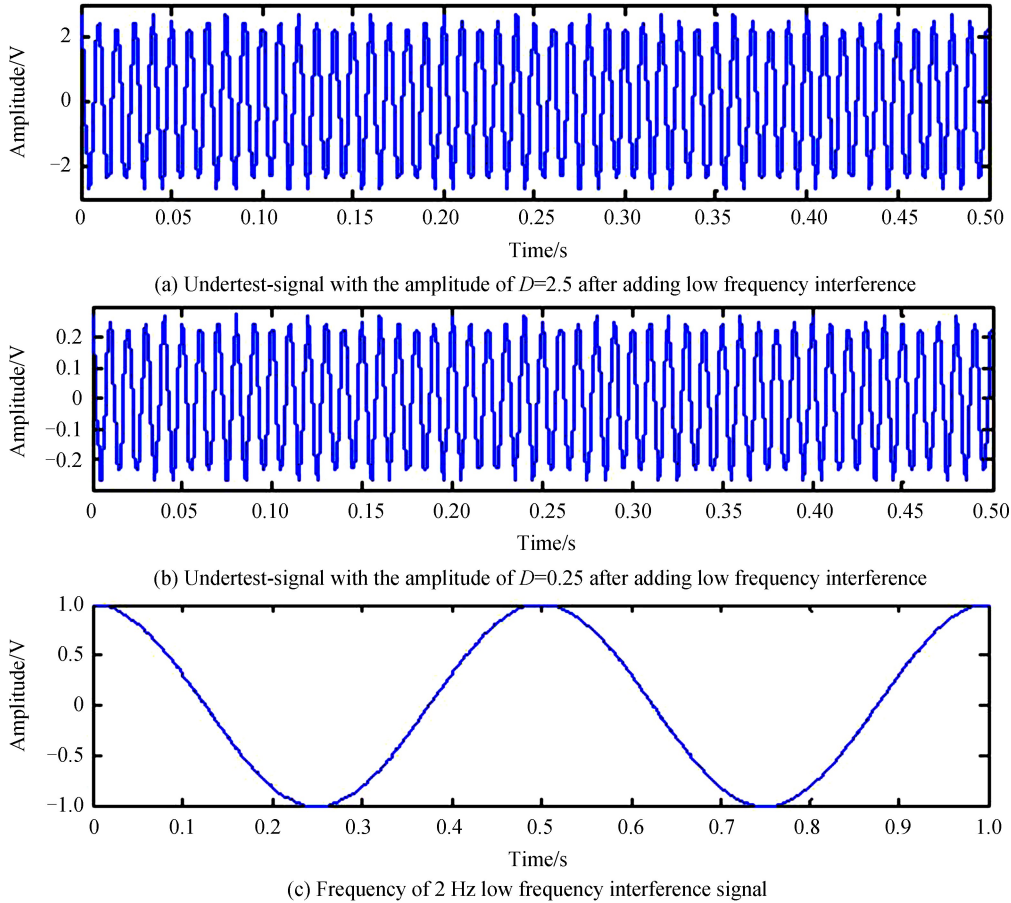 2
0
−2
Amplitude/V
0 0.05 0.10 0.15 0.20 0.25 0.30 0.35 0.40 0.45 0.50
Time/s
(a) Undertest-signal with the amplitude of D=2.5 after adding low frequency interference
0.2
0.1
0
−0.1
−0.2
Amplitude/V
0 0.05 0.10 0.15 0.20 0.25 0.30 0.35 0.40 0.45 0.50
Time/s
(b) Undertest-signal with the amplitude of D=0.25 after adding low frequency interference
1.0
0.5
0
−0.5
−1.0
Amplitude/V
0 0.1 0.2 0.3 0.4 0.5 0.6 0.7 0.8 0.9 1.0
Time/s
(c) Frequency of 2 Hz low frequency interference signal